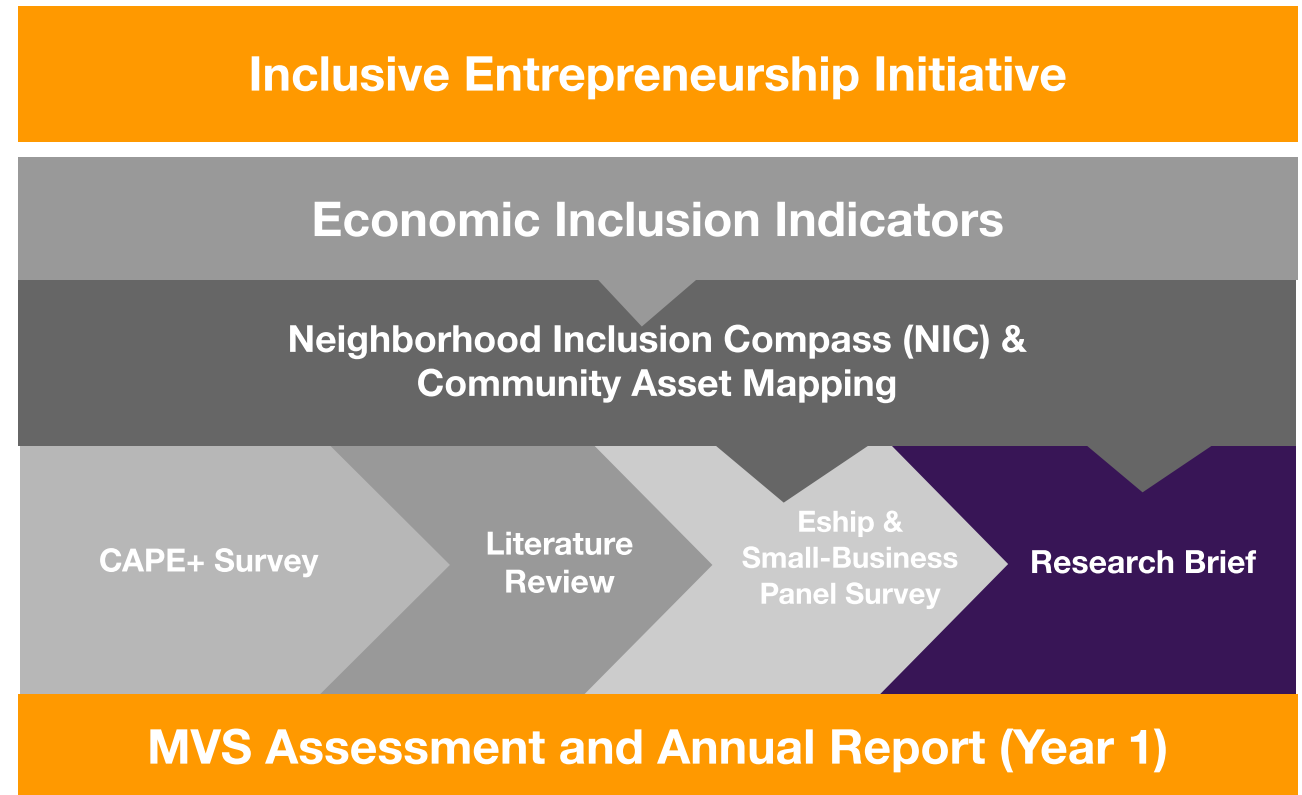 Inclusive Entrepreneurship Initiative
Economic Inclusion Indicators
Neighborhood Inclusion Compass (NIC) &
Community Asset Mapping
CAPE+ Survey
Literature
Review
Eship &
Small-Business
Panel Survey
Research Brief
MVS Assessment and Annual Report (Year 1)